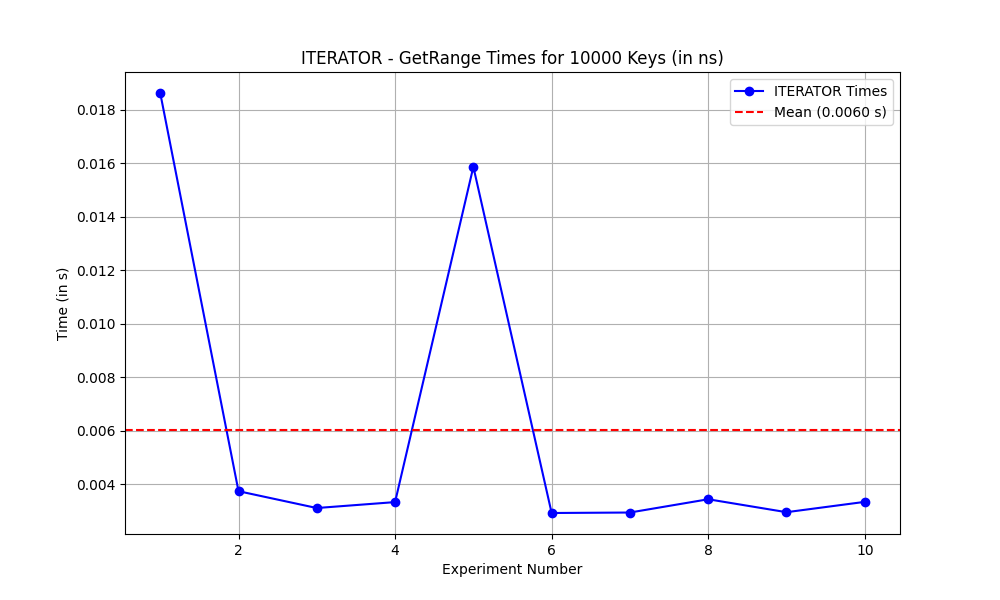 ITERATOR - GetRange Times for 10000 Keys (in ns)
ITERATOR Times
Mean (0.0060 s)
0.018
0.016
0.014
0.012
0.010
0.008
0.006
0.004
Time (in s)
2 4 6 8 10
Experiment Number